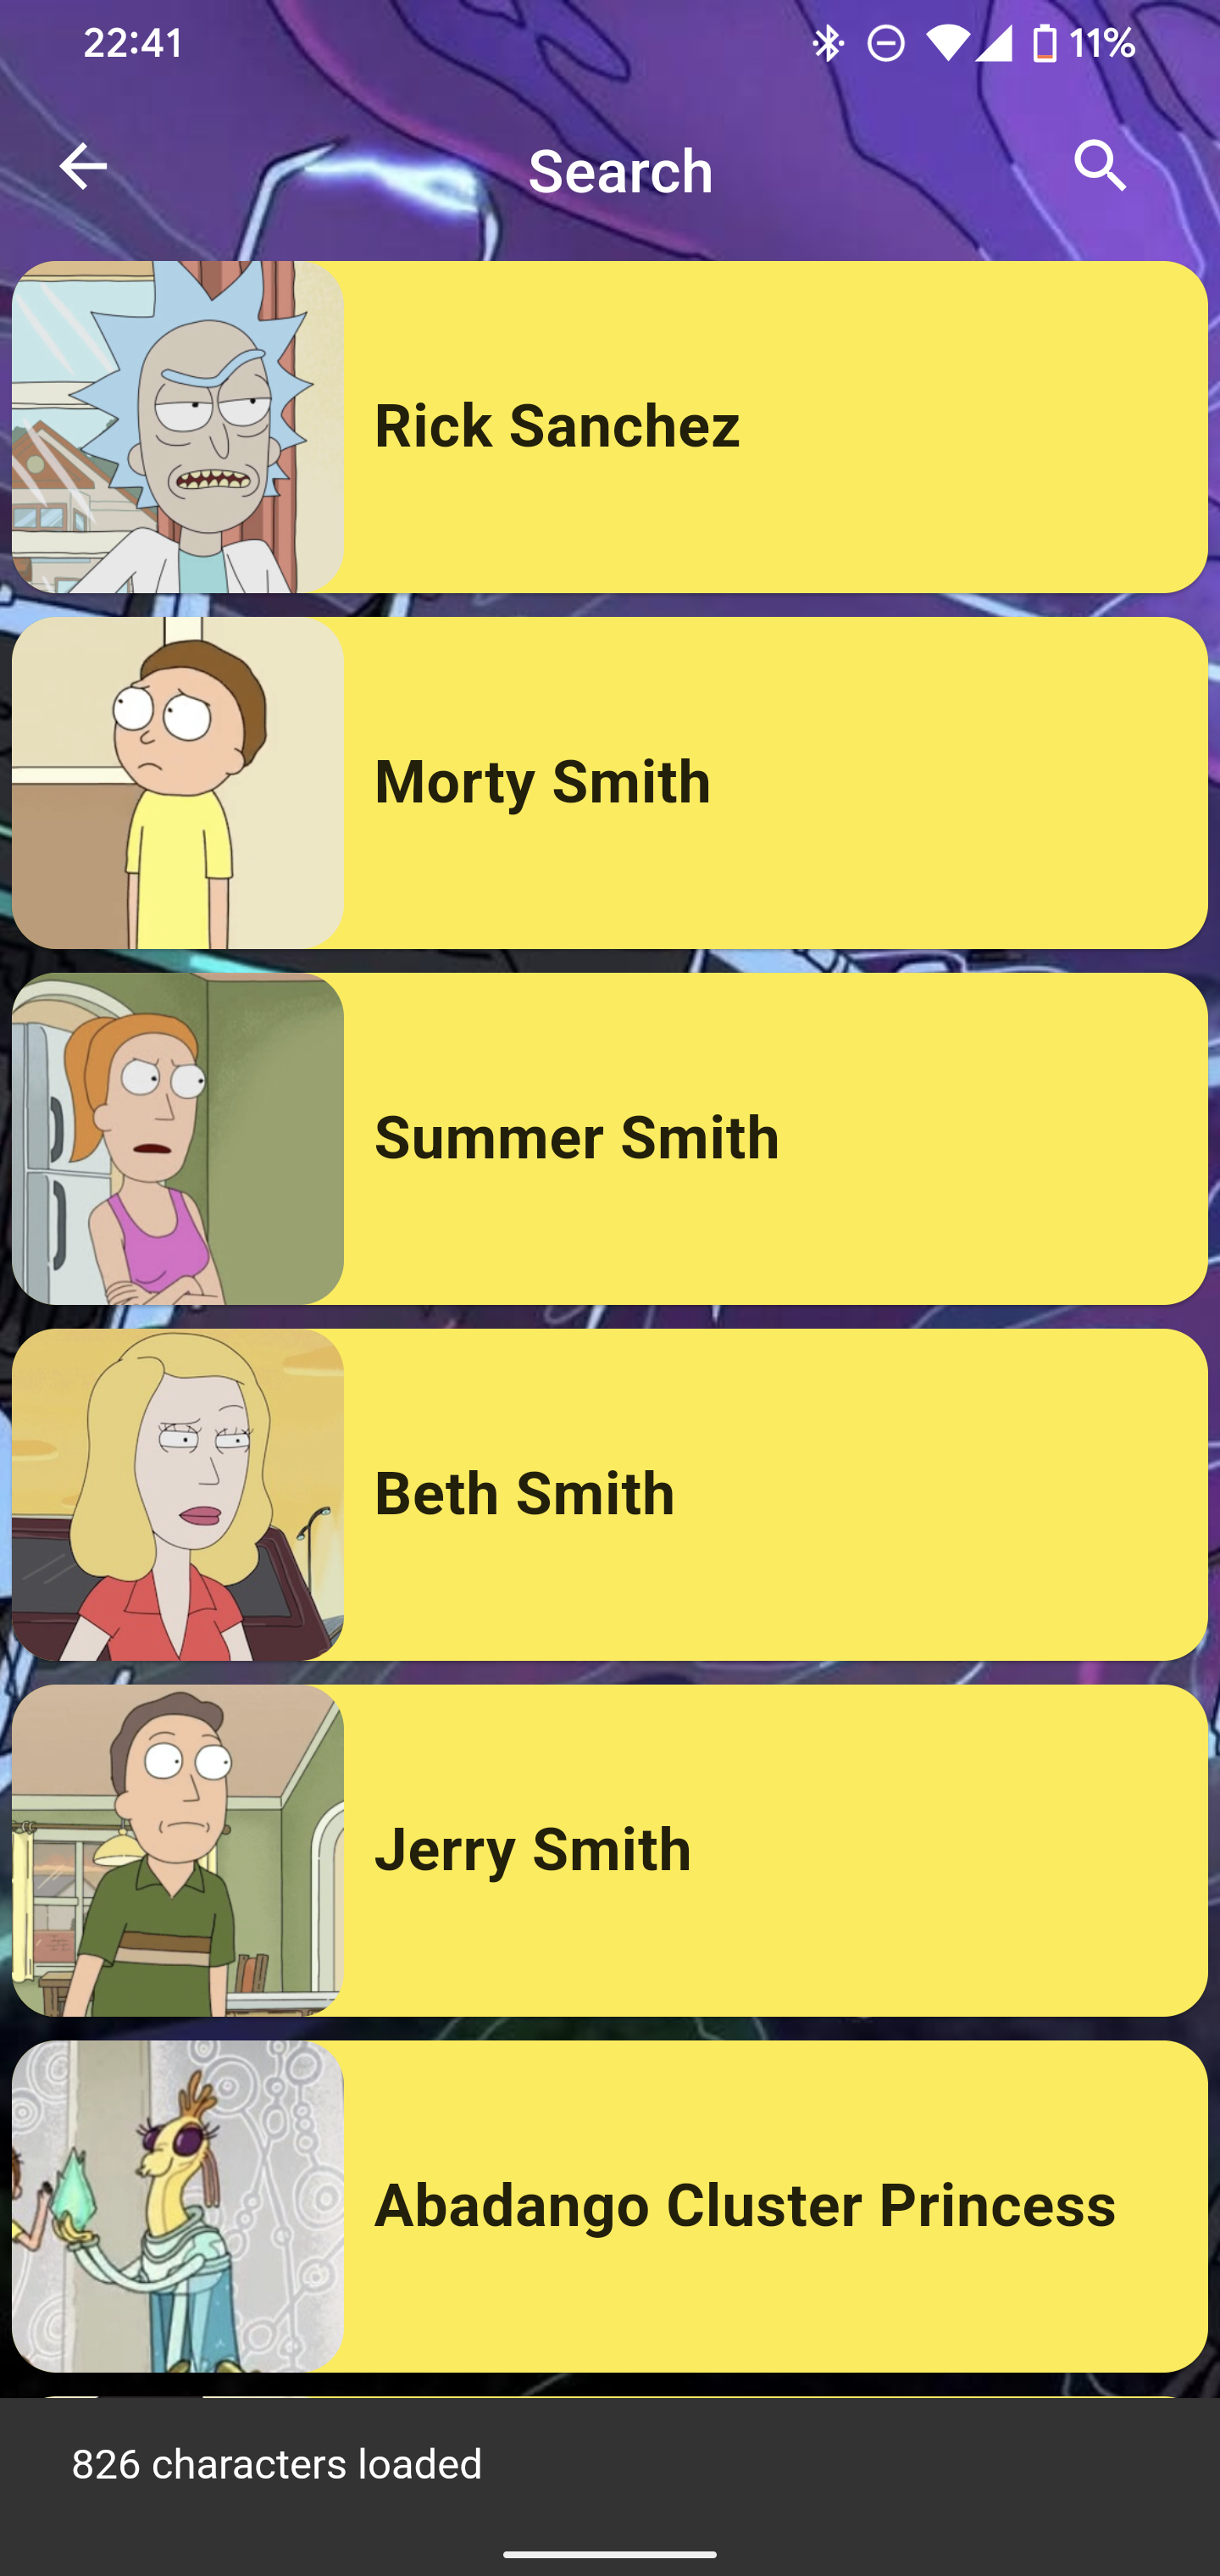 22:41 11%
Search
Rick Sanchez
Morty Smith
Summer Smith
Beth Smith
Jerry Smith
Abadango Cluster Princess
826 characters loaded